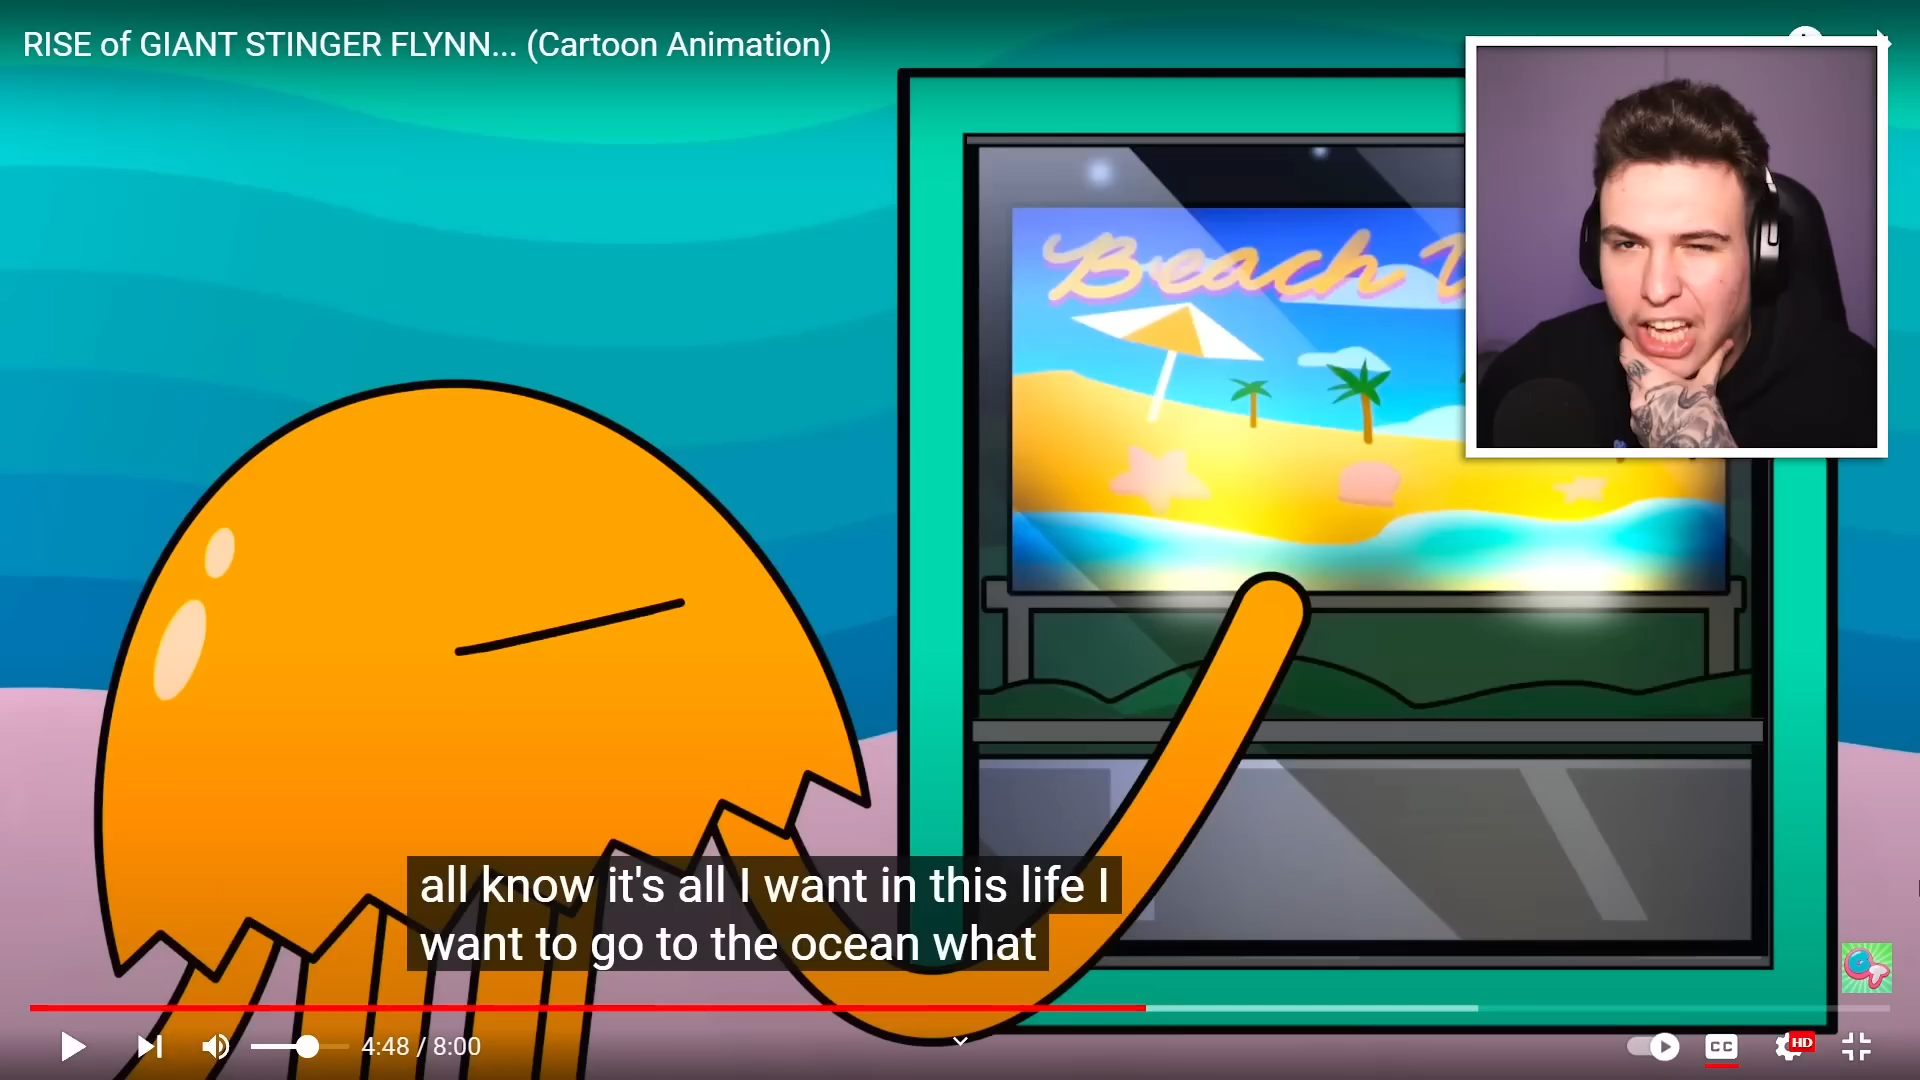 RISE of GIANT STINGER FLYNN... (Cartoon Animation)
Beach
all know it's all I want in this life I
want to go to the ocean what
4:48 / 8:00
CC
HD